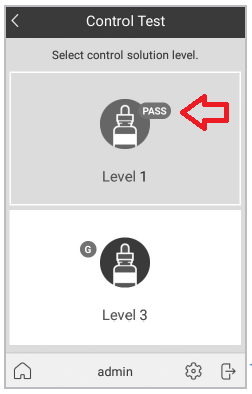 Control Test
Select control solution level.
PASS
Level 1
G
Level 3
admin